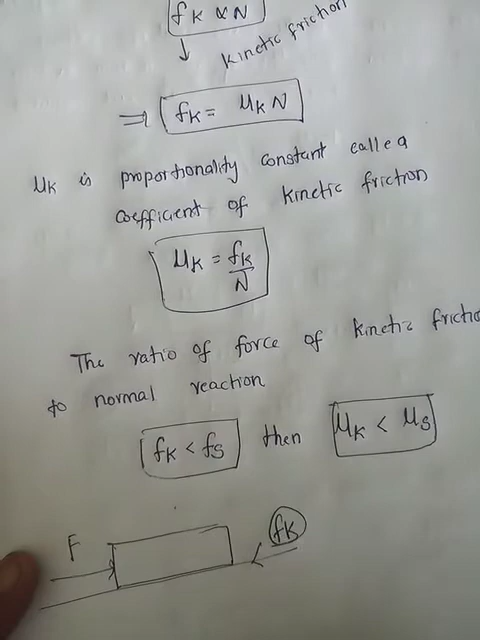 fK ∝ N
↓ Kinetic friction
⇒ fK = μK N
μK is proportionality constant called
coefficient of kinetic friction
μK = fK/N
The ratio of force of kinetic frictio
to normal reaction
fK < fS then μK < μS
F fK